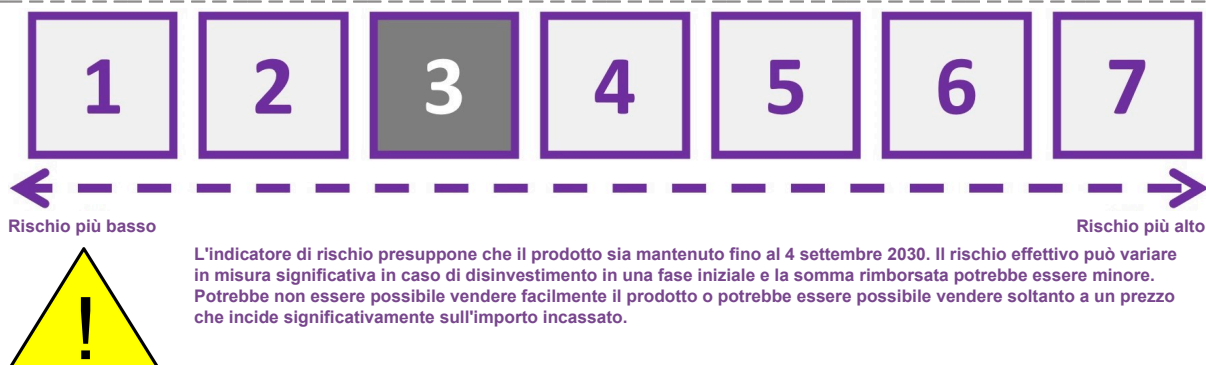 1 2 3 4 5 6 7
Rischio più basso Rischio più alto
L'indicatore di rischio presuppone che il prodotto sia mantenuto fino al 4 settembre 2030. Il rischio effettivo può variare
in misura significativa in caso di disinvestimento in una fase iniziale e la somma rimborsata potrebbe essere minore.
Potrebbe non essere possibile vendere facilmente il prodotto o potrebbe essere possibile vendere soltanto a un prezzo
che incide significativamente sull'importo incassato.
!